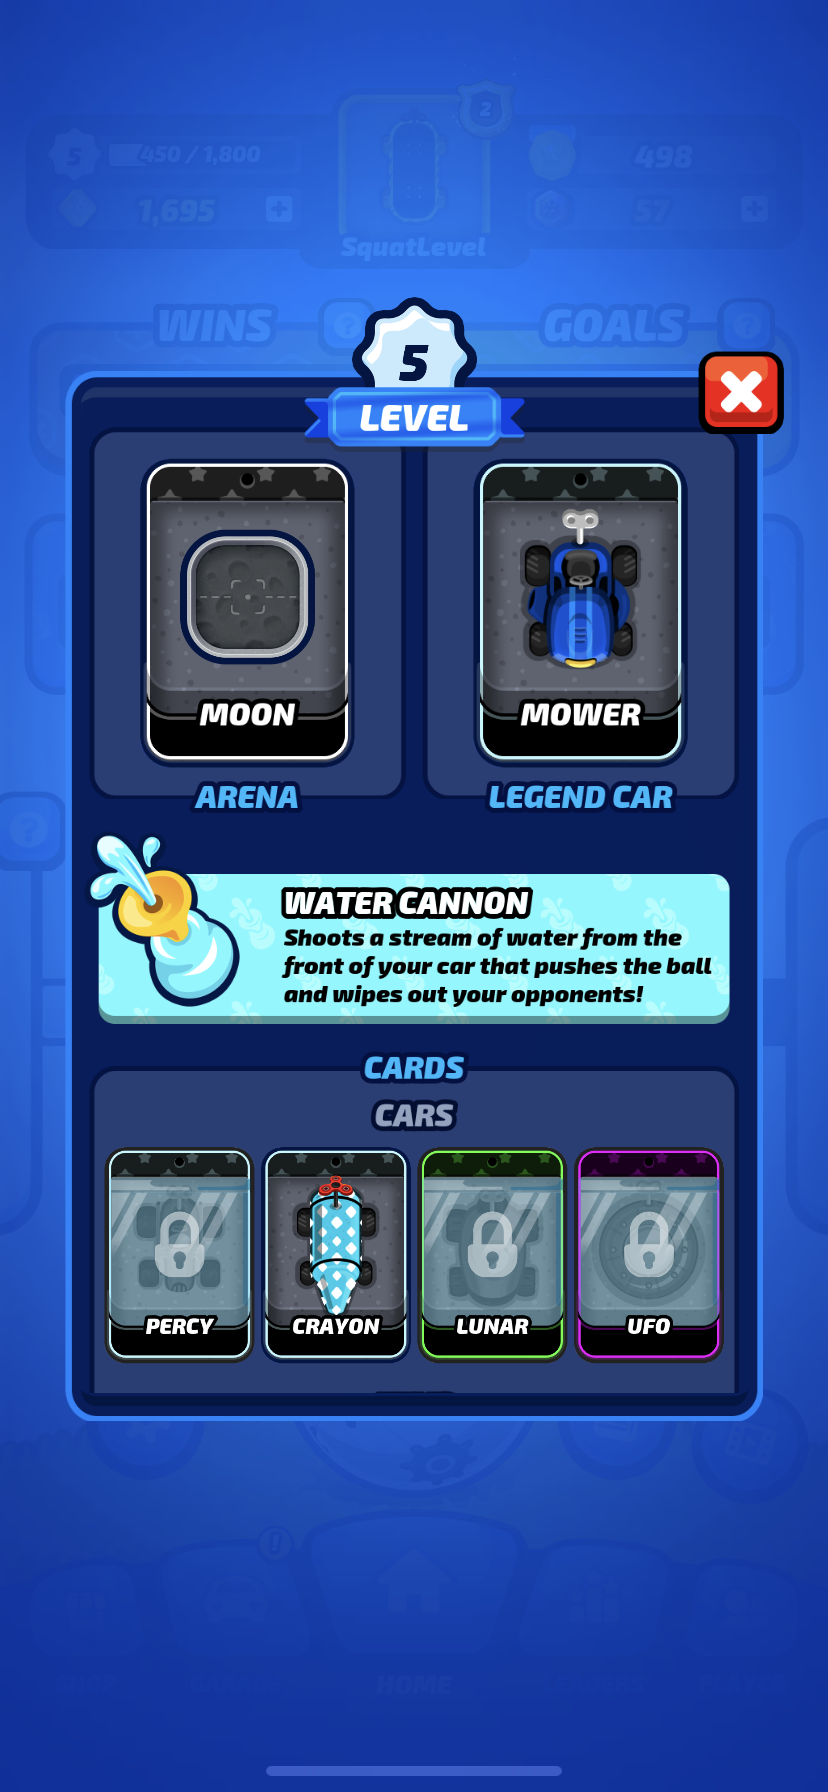 2
5
450 / 1,800
498
1,695
57
SquatLevel
WINS
?
GOALS
?
5
LEVEL
MOON
MOWER
ARENA
LEGEND CAR
?
WATER CANNON
Shoots a stream of water from the
front of your car that pushes the ball
and wipes out your opponents!
CARDS
CARS
PERCY
CRAYON
LUNAR
UFO
HOME